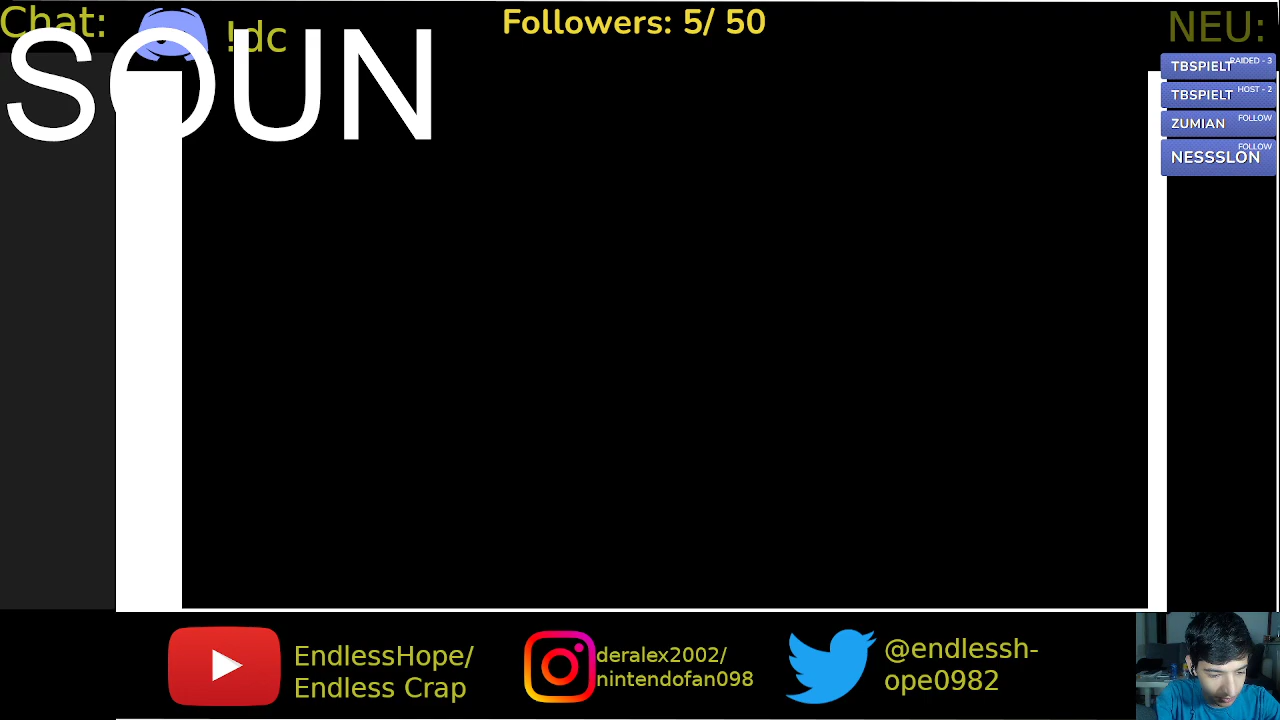 Chat:
!dc
SOUN
Followers: 5/ 50
NEU:
TBSPIELT
RAIDED - 3
TBSPIELT
HOST - 2
ZUMIAN
FOLLOW
NESSSLON
FOLLOW
EndlessHope/
Endless Crap
deralex2002/
nintendofan098
@endlessh-
ope0982